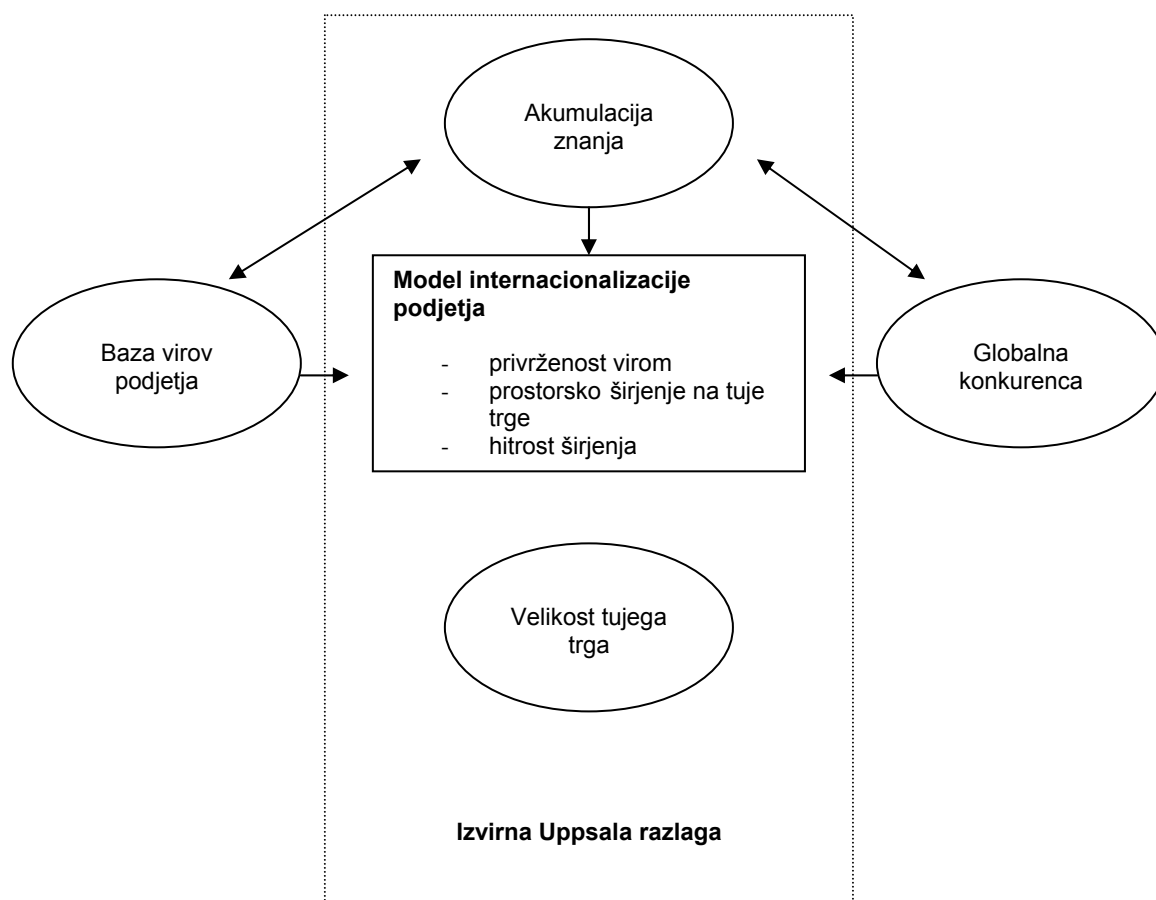 Akumulacija
znanja
Model internacionalizacije
podjetja
- privrženost virom
- prostorsko širjenje na tuje
trge
- hitrost širjenja
Baza virov
podjetja
Globalna
konkurenca
Velikost tujega
trga
Izvirna Uppsala razlaga